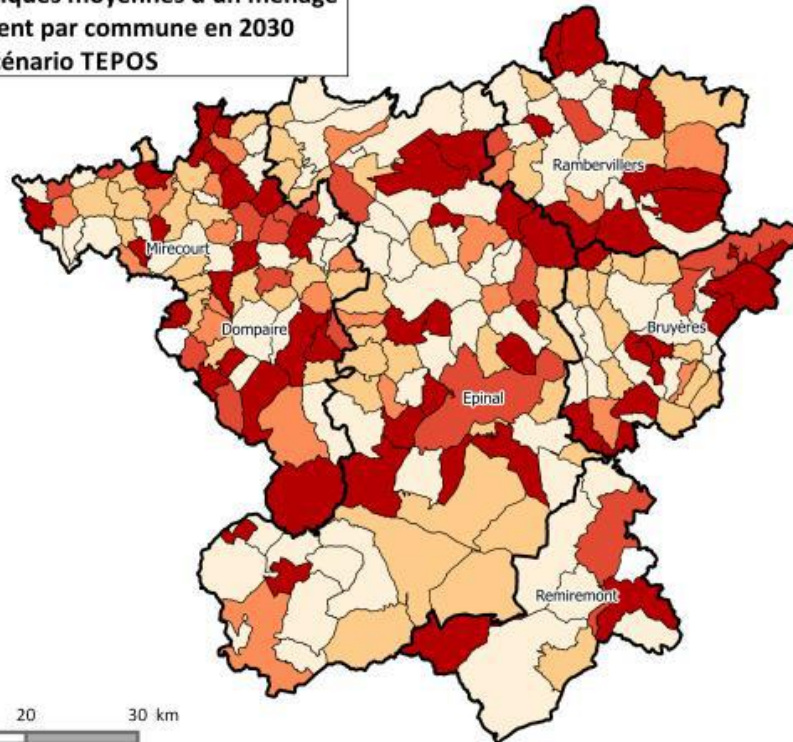 iques moyennes d'un ménage
ent par commune en 2030
énario TEPOS
Rambervillers
Mirecourt
Dompaire
Bruyères
Epinal
Remiremont
20 30 km